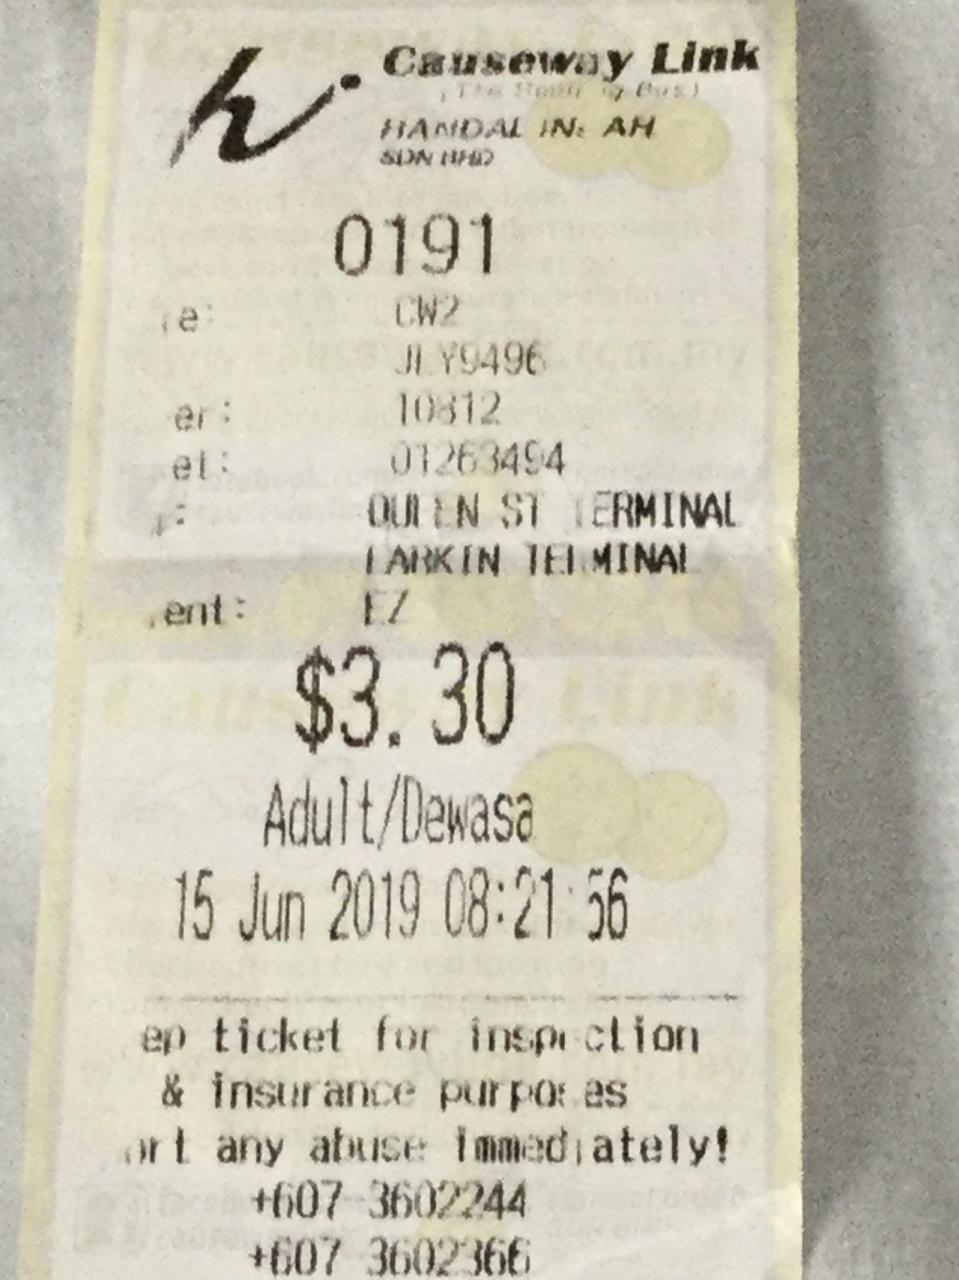 Causeway Link
HANDAL
SDN BHD
0191
CW2
JLY9496
er: 10812
et: 01263494
: QUEEN ST TERMINAL
LARKIN TERMINAL
ent: EZ
$3.30
Adult/Dewasa
15 Jun 2019 08:21:56
ep ticket for inspection
& insurance purposes
ort any abuse immediately!
+607 3602244
+607 3602366